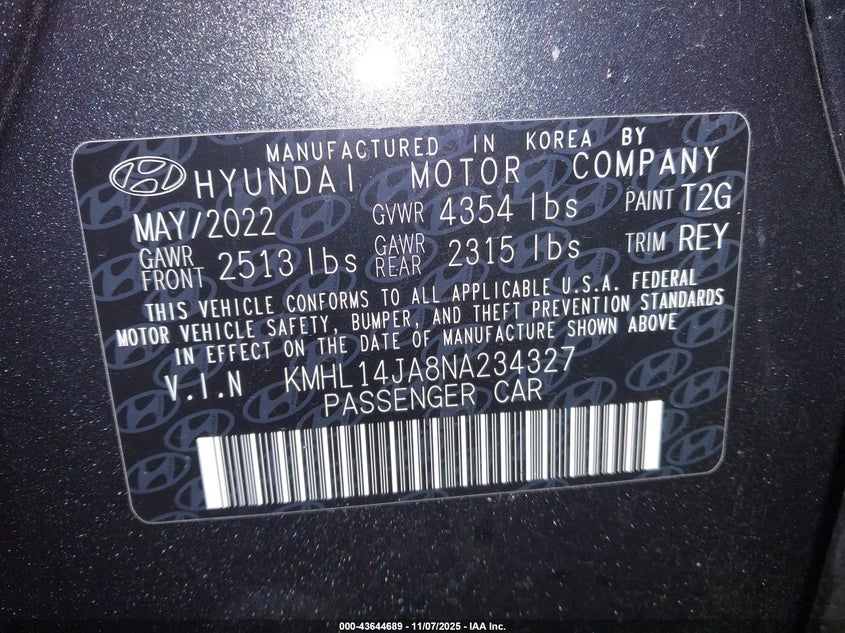 MANUFACTURED IN KOREA BY
HYUNDAI MOTOR COMPANY
MAY/2022 GVWR 4354 lbs PAINT T2G
GAWR FRONT 2513 lbs GAWR REAR 2315 lbs TRIM REY
THIS VEHICLE CONFORMS TO ALL APPLICABLE U.S.A. FEDERAL
MOTOR VEHICLE SAFETY, BUMPER, AND THEFT PREVENTION STANDARDS
IN EFFECT ON THE DATE OF MANUFACTURE SHOWN ABOVE
V.I.N KMHL14JA8NA234327
PASSENGER CAR
000-43644689 - 11/07/2025 - IAA Inc.